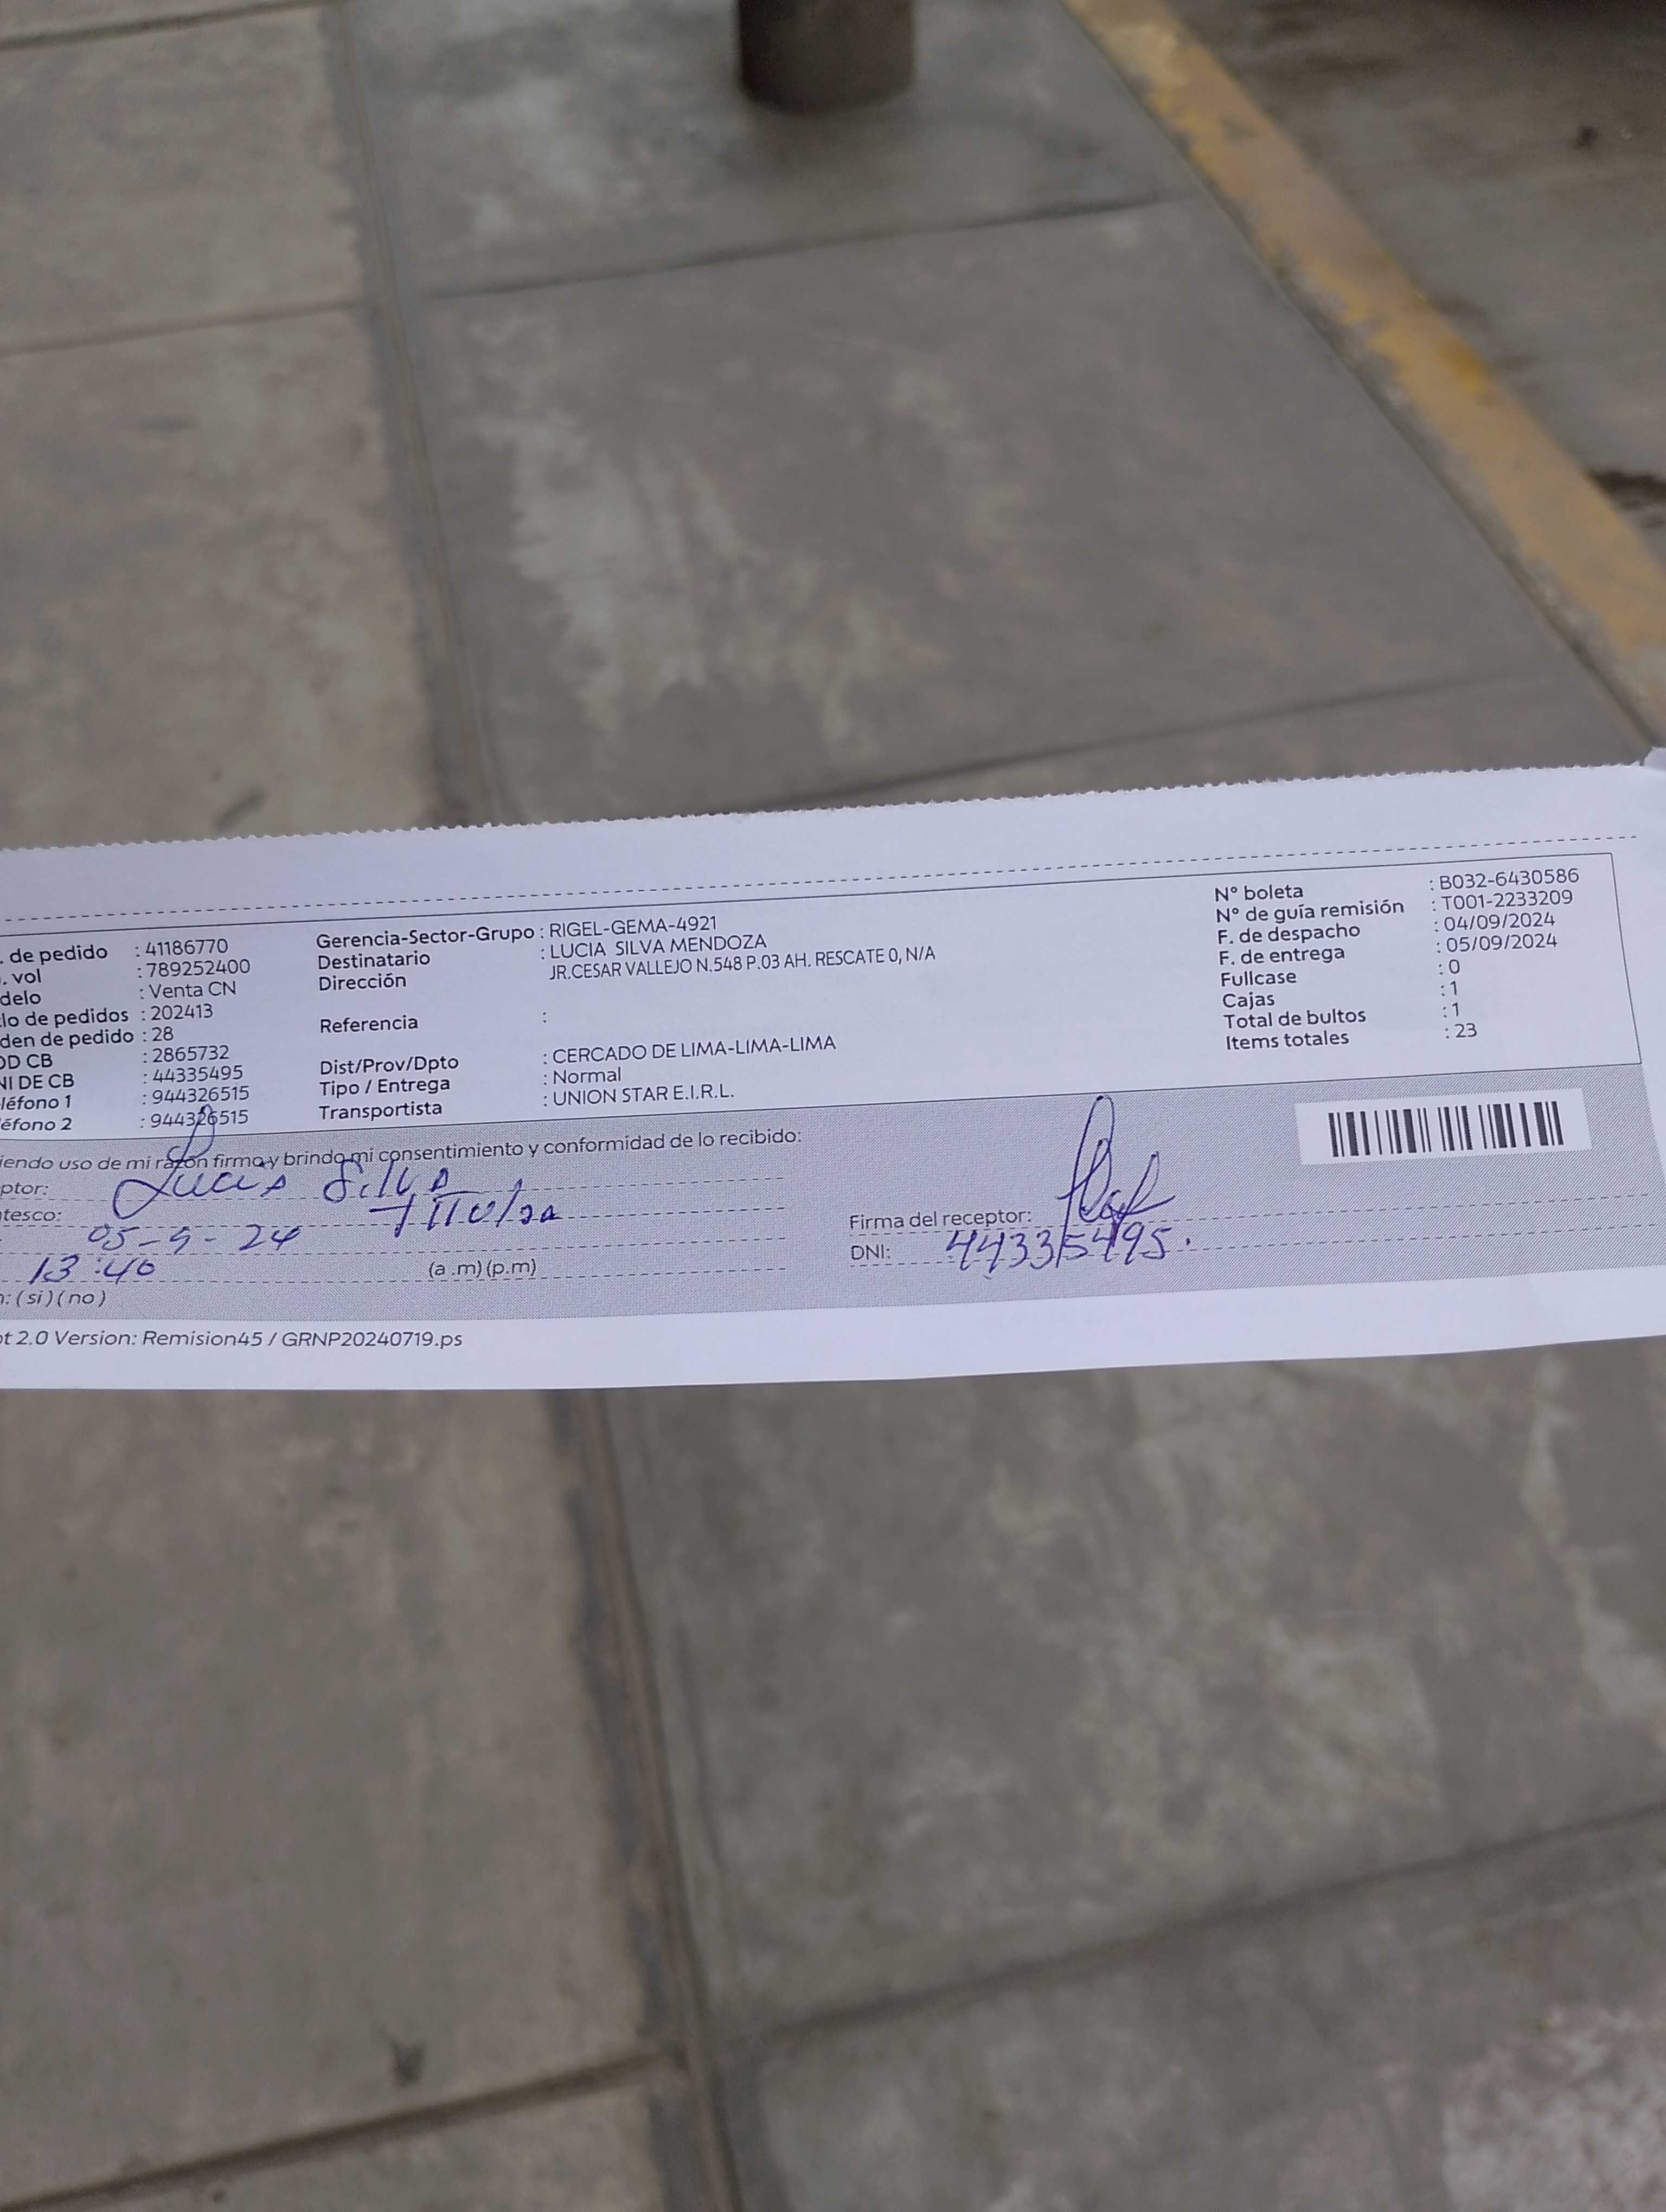 . de pedido : 41186770
. vol : 789252400
delo : Venta CN
lo de pedidos : 202413
den de pedido : 28
OD CB : 2865732
NI DE CB : 44335495
léfono 1 : 944326515
éfono 2 : 944326515
Gerencia-Sector-Grupo : RIGEL-GEMA-4921
Destinatario : LUCIA SILVA MENDOZA
Dirección JR.CESAR VALLEJO N.548 P.03 AH. RESCATE 0, N/A
Referencia :
Dist/Prov/Dpto : CERCADO DE LIMA-LIMA-LIMA
Tipo / Entrega : Normal
Transportista : UNION STAR E.I.R.L.
N° boleta : B032-6430586
N° de guía remisión : T001-2233209
F. de despacho : 04/09/2024
F. de entrega : 05/09/2024
Fullcase : 0
Cajas : 1
Total de bultos : 1
Items totales : 23
iendo uso de mi razón firmo y brindo mi consentimiento y conformidad de lo recibido:
ptor: Lucia Silva
tesco: Titular
05-9-24
13:40 (a .m) (p.m)
n: ( si ) ( no )
Firma del receptor:
DNI: 44335495.
ot 2.0 Version: Remision45 / GRNP20240719.ps